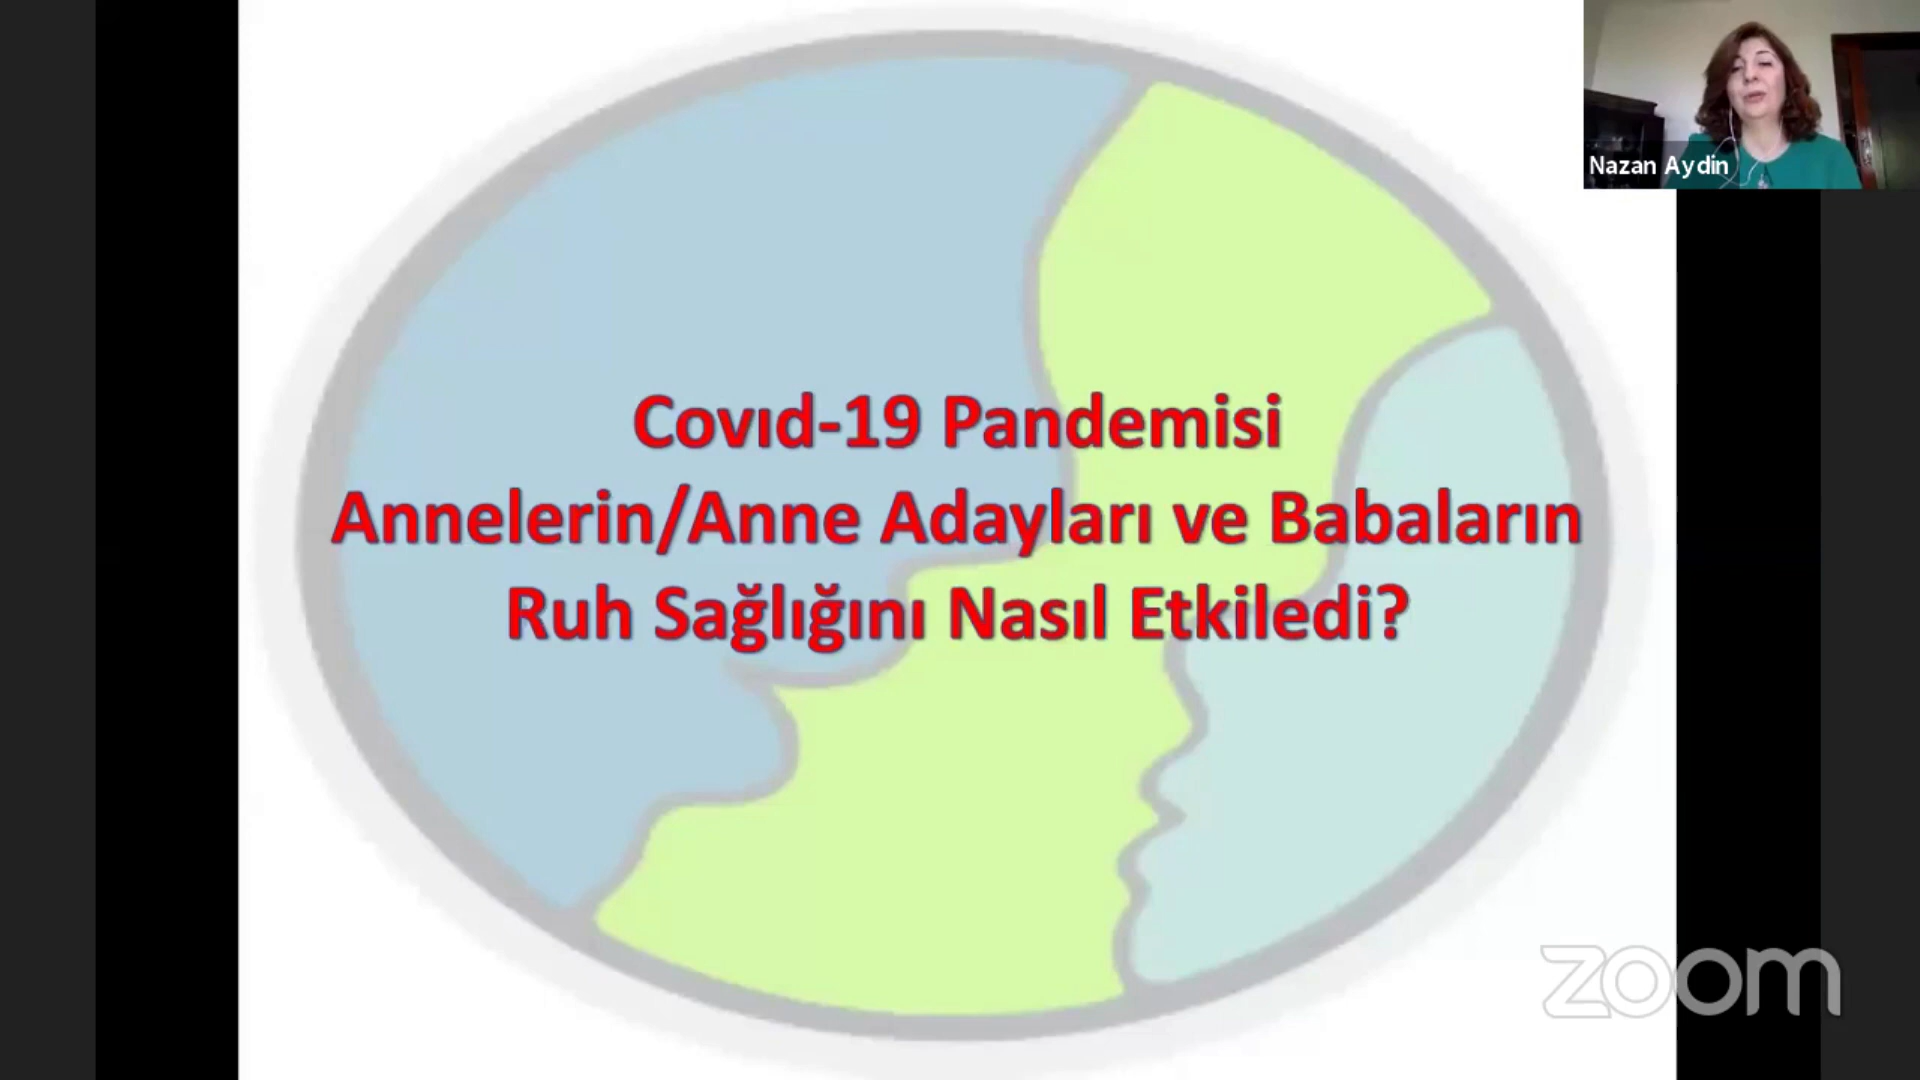 Nazan Aydin
Covıd-19 Pandemisi
Annelerin/Anne Adayları ve Babaların
Ruh Sağlığını Nasıl Etkiledi?
zoom